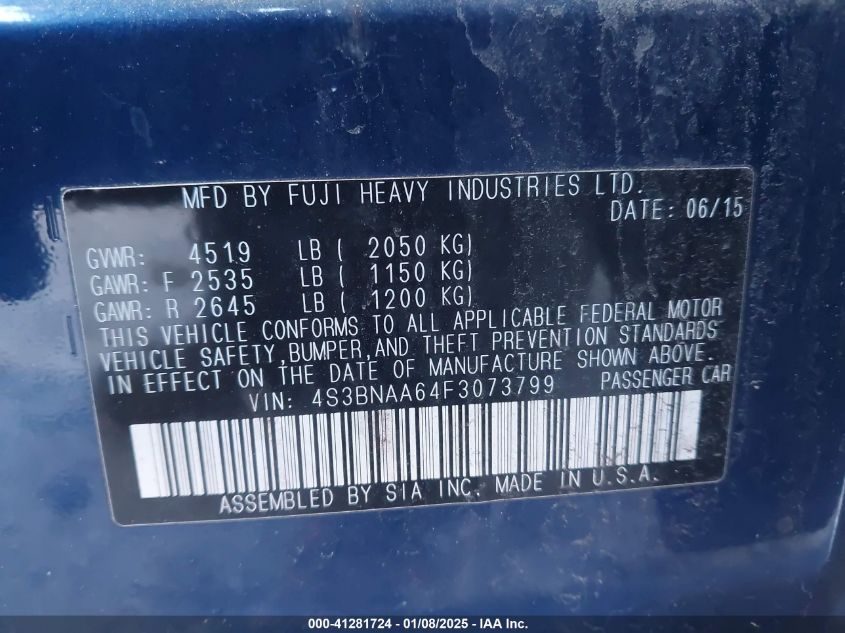 MFD BY FUJI HEAVY INDUSTRIES LTD.
DATE: 06/15
GVWR: 4519 LB ( 2050 KG)
GAWR: F 2535 LB ( 1150 KG)
GAWR: R 2645 LB ( 1200 KG)
THIS VEHICLE CONFORMS TO ALL APPLICABLE FEDERAL MOTOR
VEHICLE SAFETY,BUMPER,AND THEFT PREVENTION STANDARDS
IN EFFECT ON THE DATE OF MANUFACTURE SHOWN ABOVE.
VIN: 4S3BNAA64F3073799 PASSENGER CAR
ASSEMBLED BY SIA INC. MADE IN U.S.A.
000-41281724 | 01/08/2025 - IAA Inc.